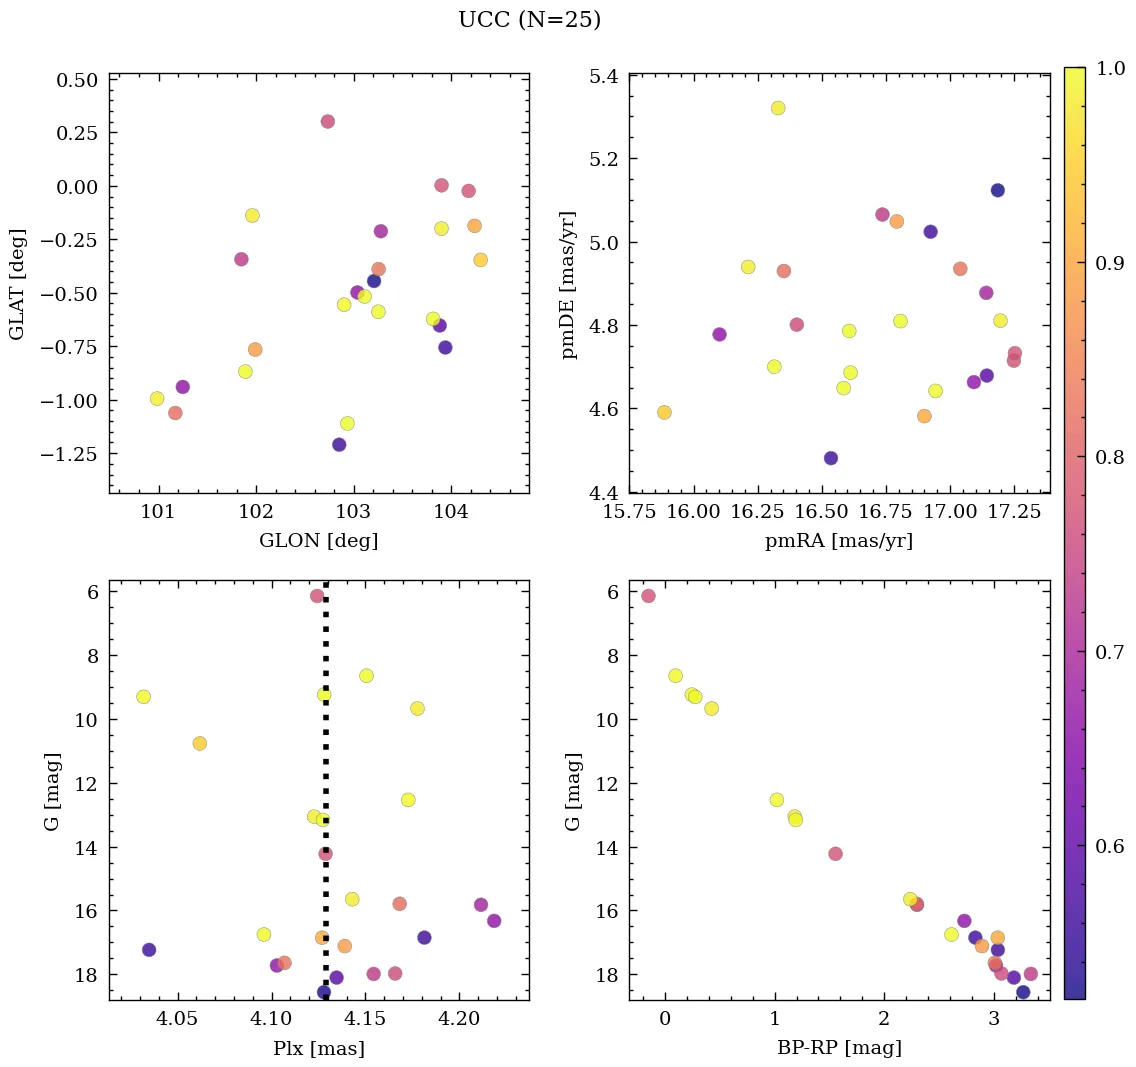 UCC (N=25)
0.50
0.25
0.00
−0.25
−0.50
−0.75
−1.00
−1.25
GLAT [deg]
101 102 103 104
GLON [deg]
5.4
5.2
5.0
4.8
4.6
4.4
pmDE [mas/yr]
15.75 16.00 16.25 16.50 16.75 17.00 17.25
pmRA [mas/yr]
1.0
0.9
0.8
0.7
0.6
6
8
10
12
14
16
18
G [mag]
4.05 4.10 4.15 4.20
Plx [mas]
6
8
10
12
14
16
18
G [mag]
0 1 2 3
BP-RP [mag]